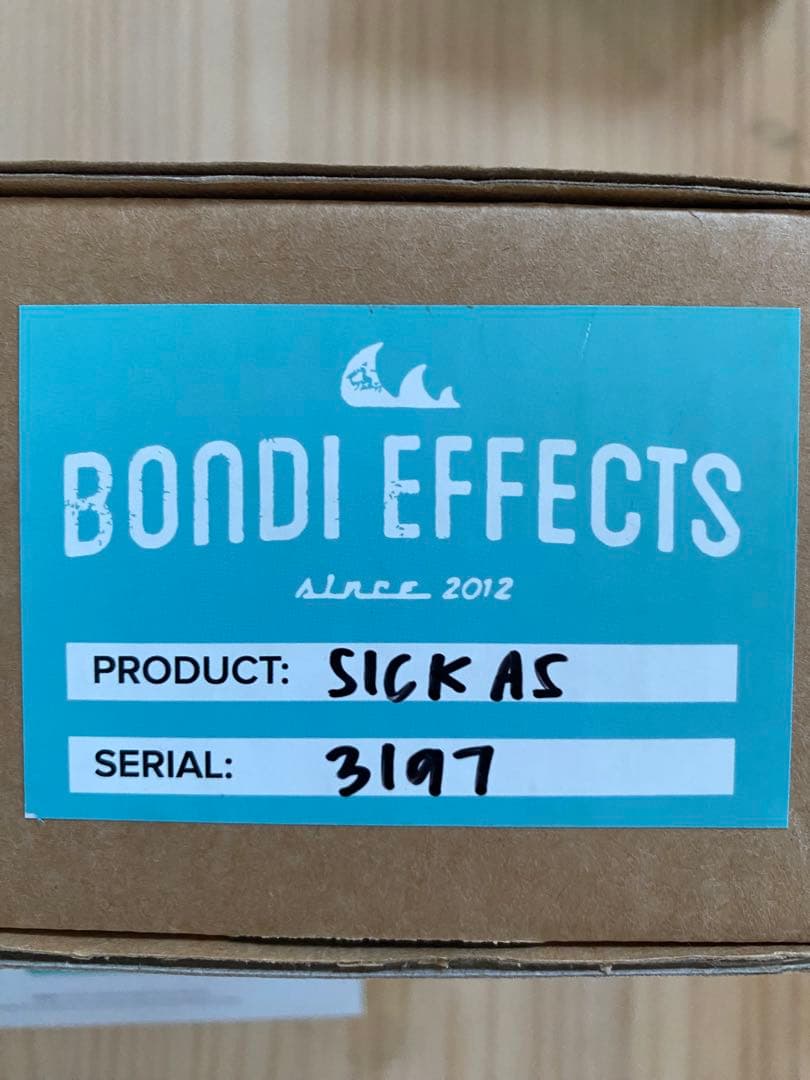 BONDI EFFECTS
since 2012
PRODUCT: SICK AS
SERIAL: 3197